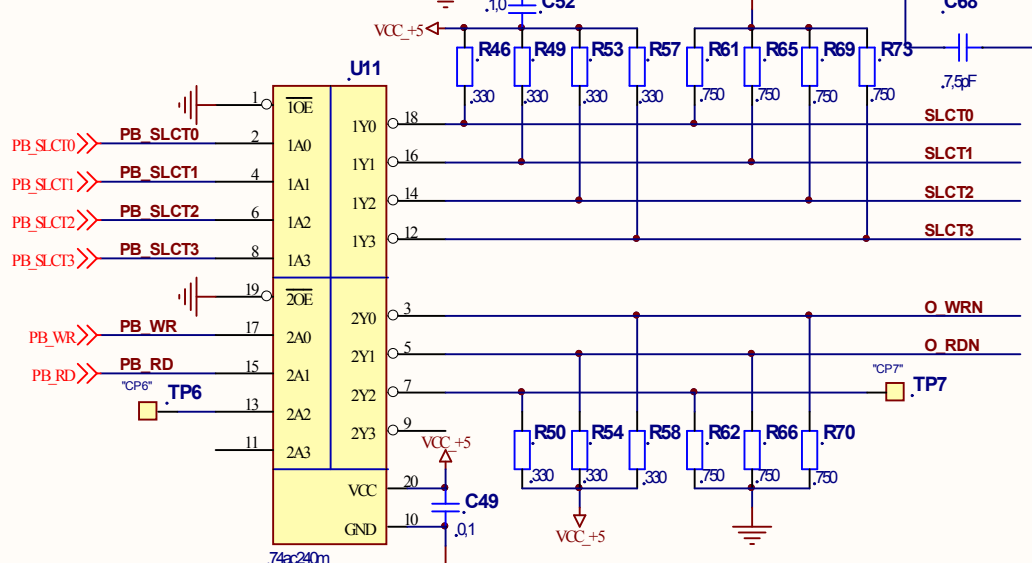 .1,0 .C52
.C68
VCC_+5
R46 R49 R53 R57 R61 R65 R69 R73
.330 .330 .330 .330 .750 .750 .750 .750
.7,5pF
.U11
1 1OE
1Y0 18 SLCT0
PB_SLCT0 PB_SLCT0 2 1A0
1Y1 16 SLCT1
PB_SLCT1 PB_SLCT1 4 1A1
1Y2 14 SLCT2
PB_SLCT2 PB_SLCT2 6 1A2
1Y3 12 SLCT3
PB_SLCT3 PB_SLCT3 8 1A3
19 2OE
2Y0 3 O_WRN
PB_WR PB_WR 17 2A0
2Y1 5 O_RDN
PB_RD PB_RD 15 2A1
"CP6" .TP6
2Y2 7 "CP7" .TP7
13 2A2
2Y3 9
11 2A3
VCC_+5
R50 R54 R58 R62 R66 R70
.330 .330 .330 .750 .750 .750
VCC 20
.C49
.0,1
GND 10
VCC_+5
.74ac240m